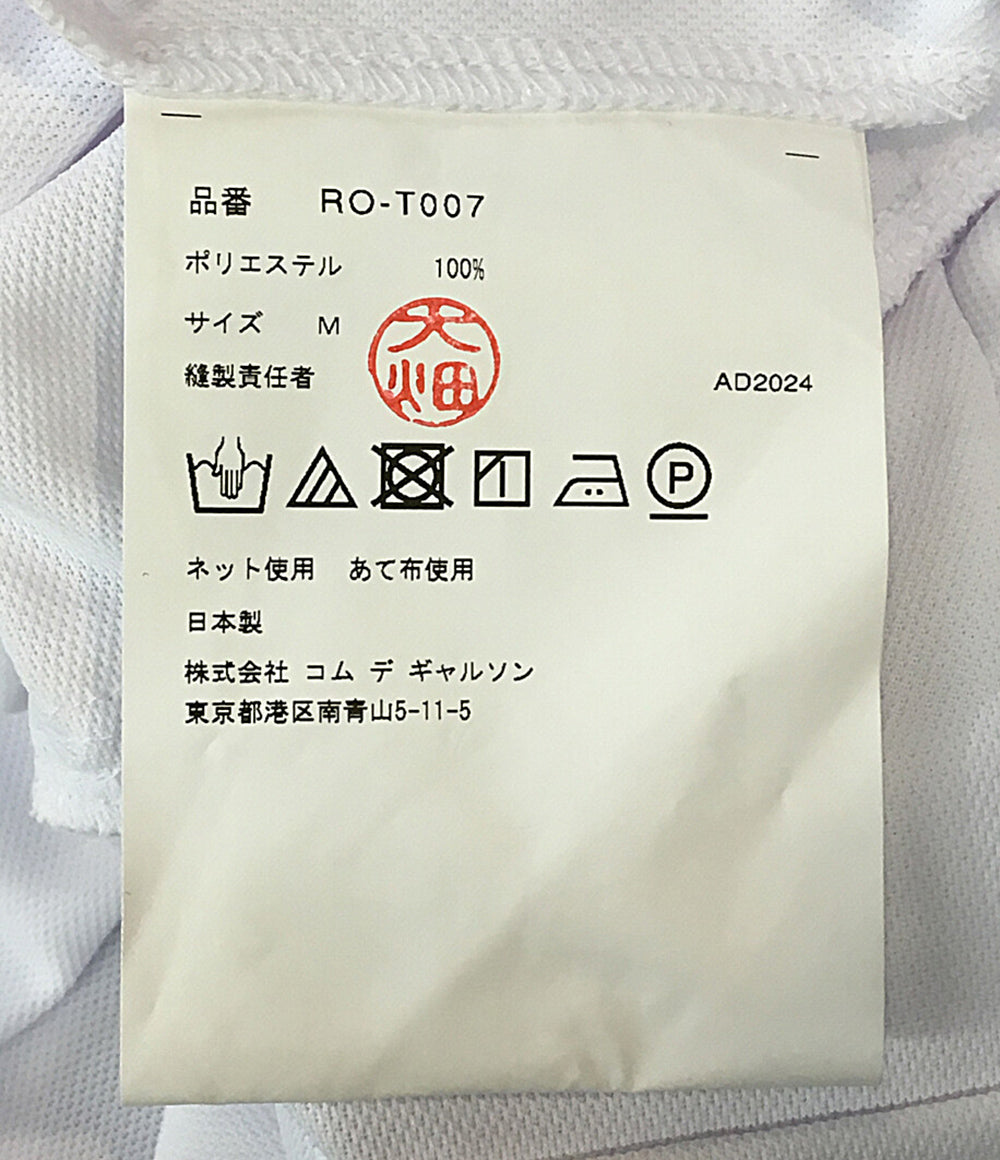 品番 RO-T007
ポリエステル 100%
サイズ M
縫製責任者 大畑 AD2024
P
ネット使用 あて布使用
日本製
株式会社 コム デ ギャルソン
東京都港区南青山5-11-5